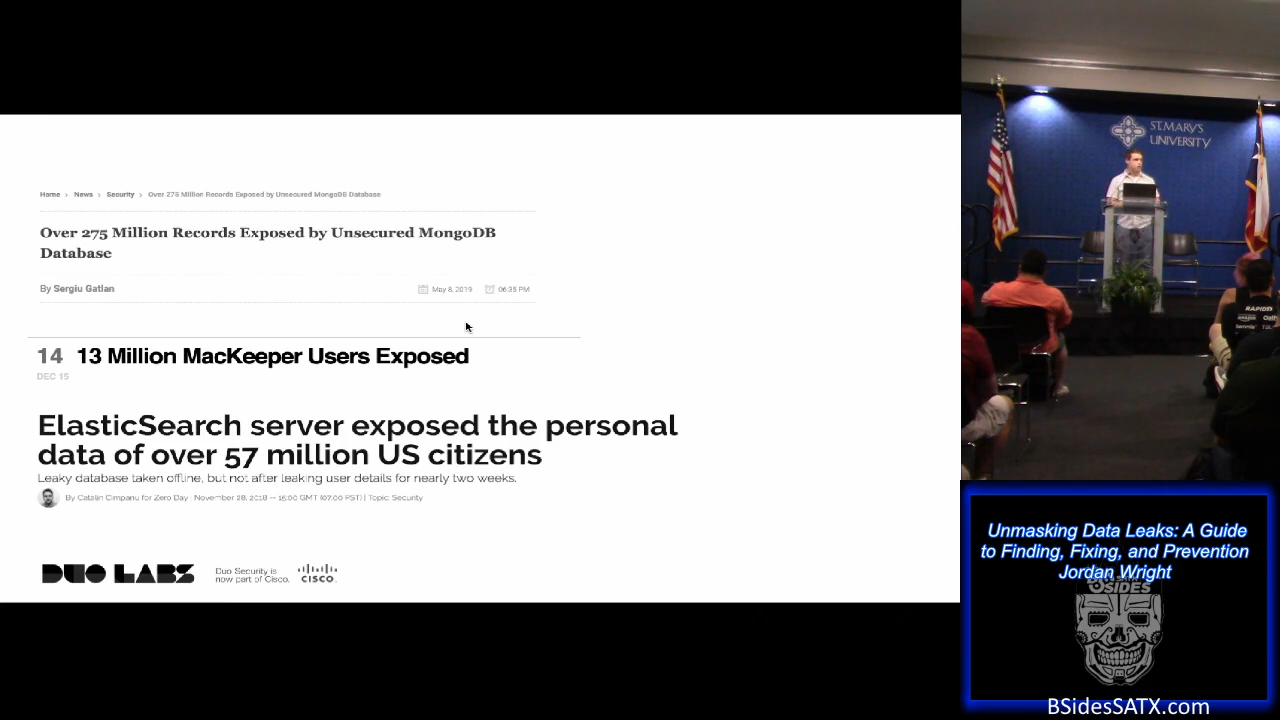 Home > News > Security > Over 275 Million Records Exposed by Unsecured MongoDB Database
Over 275 Million Records Exposed by Unsecured MongoDB
Database
By Sergiu Gatlan
May 8, 2019
06:35 PM
14 13 Million MacKeeper Users Exposed
DEC 15
ElasticSearch server exposed the personal
data of over 57 million US citizens
Leaky database taken offline, but not after leaking user details for nearly two weeks.
By Catalin Cimpanu for Zero Day | November 28, 2018 -- 15:00 GMT (07:00 PST) | Topic: Security
DUO LABS
Duo Security is
now part of Cisco.
CISCO
ST. MARY'S
UNIVERSITY
RAPID7
amazon
Unmasking Data Leaks: A Guide
to Finding, Fixing, and Prevention
Jordan Wright
BSIDES
BSidesSATX.com